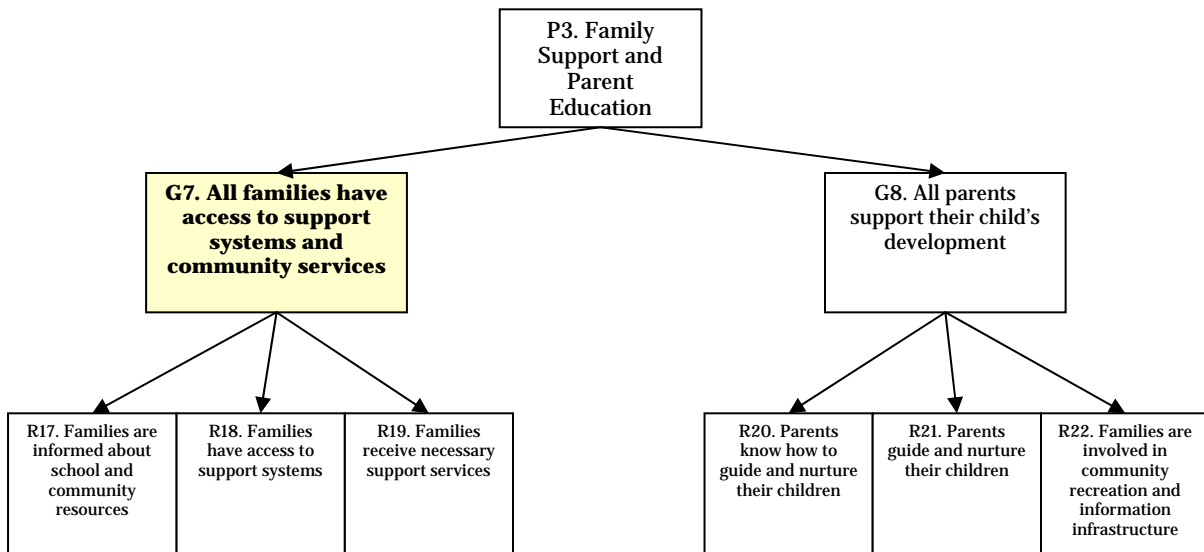 P3. Family
Support and
Parent
Education
G7. All families have
access to support
systems and
community services
G8. All parents
support their child's
development
R17. Families are
informed about
school and
community
resources
R18. Families
have access to
support systems
R19. Families
receive necessary
support services
R20. Parents
know how to
guide and nurture
their children
R21. Parents
guide and nurture
their children
R22. Families are
involved in
community
recreation and
information
infrastructure